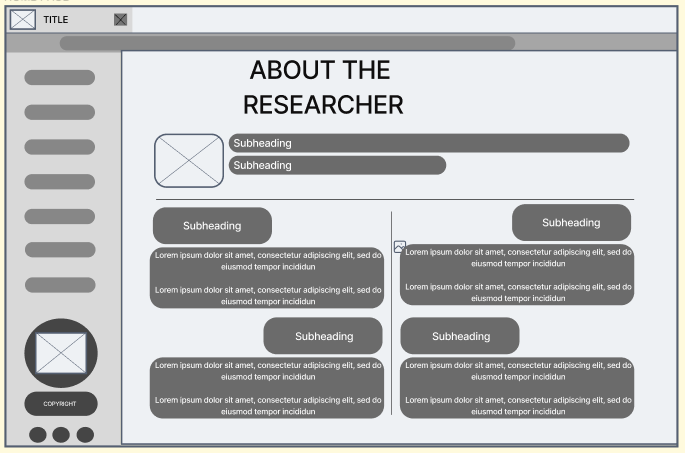 TITLE
ABOUT THE
RESEARCHER
Subheading
Subheading
Subheading
Lorem ipsum dolor sit amet, consectetur adipiscing elit, sed do
eiusmod tempor incididun
Lorem ipsum dolor sit amet, consectetur adipiscing elit, sed do
eiusmod tempor incididun
Subheading
Lorem ipsum dolor sit amet, consectetur adipiscing elit, sed do
eiusmod tempor incididun
Lorem ipsum dolor sit amet, consectetur adipiscing elit, sed do
eiusmod tempor incididun
Subheading
Lorem ipsum dolor sit amet, consectetur adipiscing elit, sed do
eiusmod tempor incididun
Lorem ipsum dolor sit amet, consectetur adipiscing elit, sed do
eiusmod tempor incididun
Subheading
Lorem ipsum dolor sit amet, consectetur adipiscing elit, sed do
eiusmod tempor incididun
Lorem ipsum dolor sit amet, consectetur adipiscing elit, sed do
eiusmod tempor incididun
COPYRIGHT